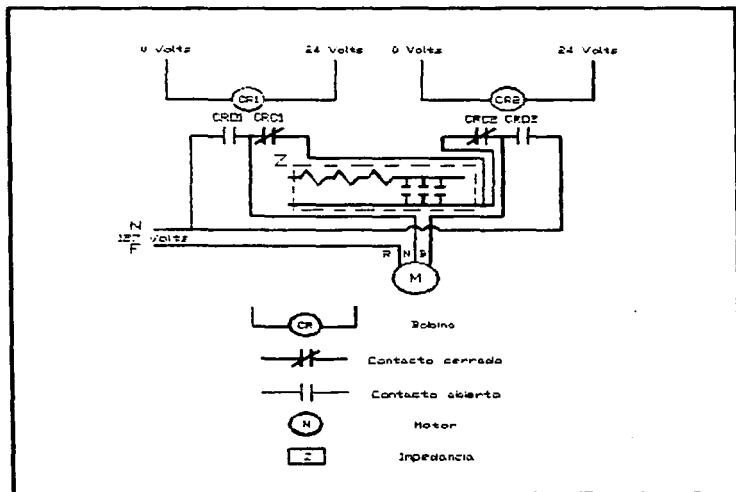 0 Volts 24 Volts 0 Volts 24 Volts
CR1 CR2
CRO1 CRC1 CRC2 CRO2
Z
N
Volts
F
R N B
M
CR Bobina
Contacto cerrado
Contacto abierto
N Motor
Z Impedancia